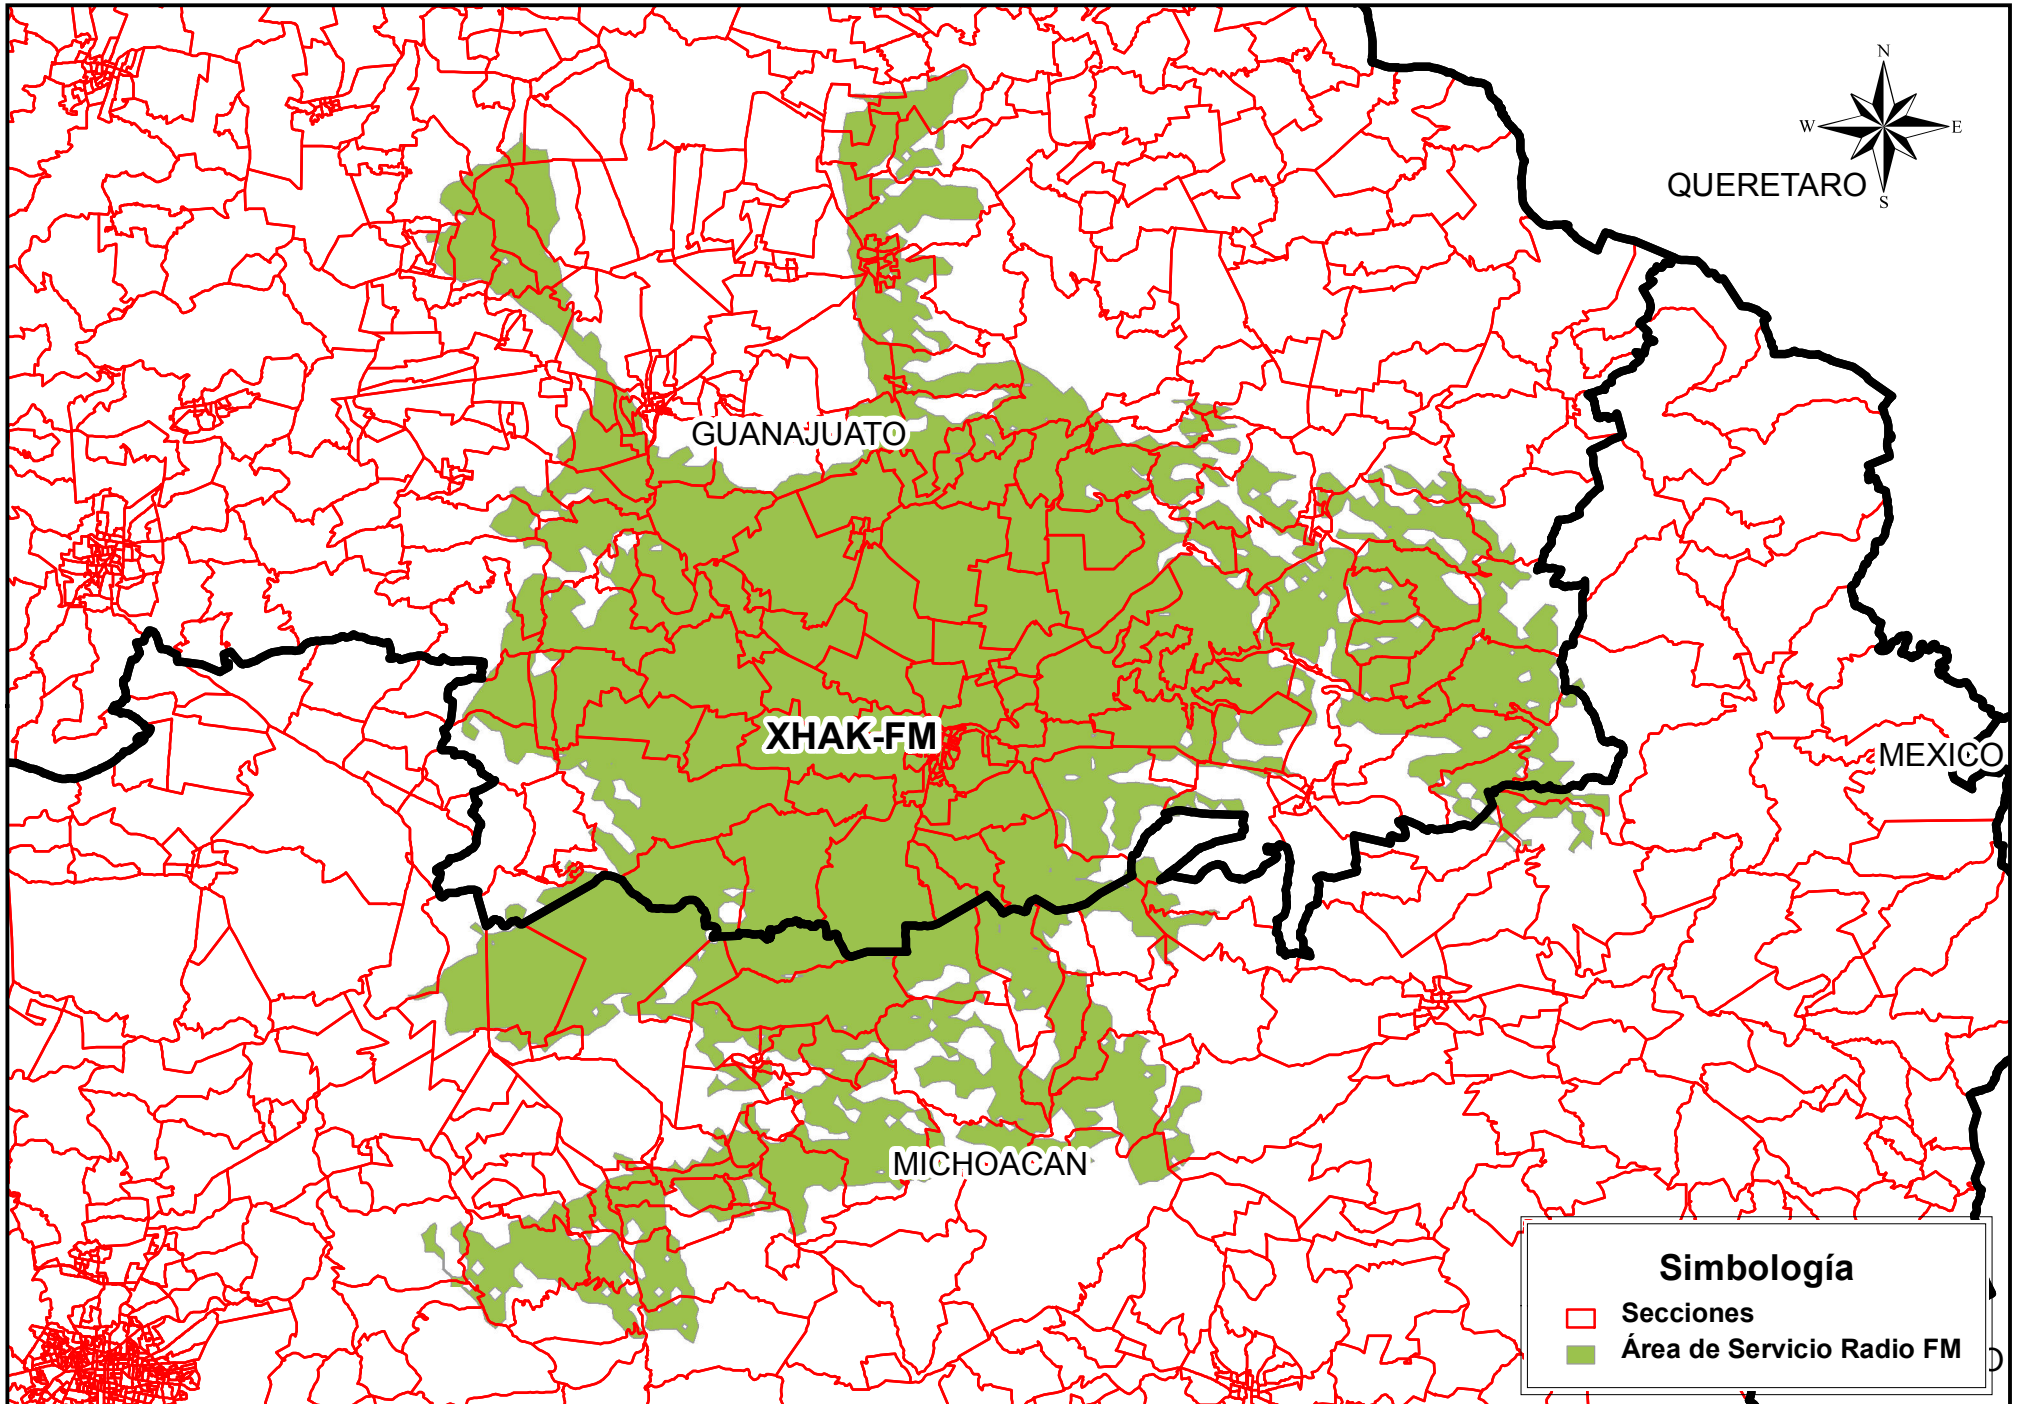 N
W E
S
QUERETARO
GUANAJUATO
XHAK-FM
MEXICO
MICHOACAN
Simbología
Secciones
Área de Servicio Radio FM